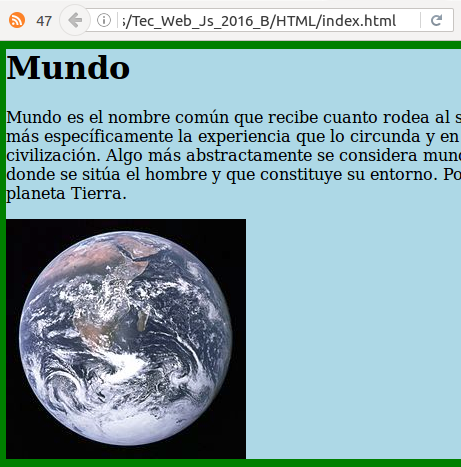 47
s/Tec_Web_Js_2016_B/HTML/index.html
Mundo
Mundo es el nombre común que recibe cuanto rodea al s
más específicamente la experiencia que lo circunda y en
civilización. Algo más abstractamente se considera mund
donde se sitúa el hombre y que constituye su entorno. Po
planeta Tierra.